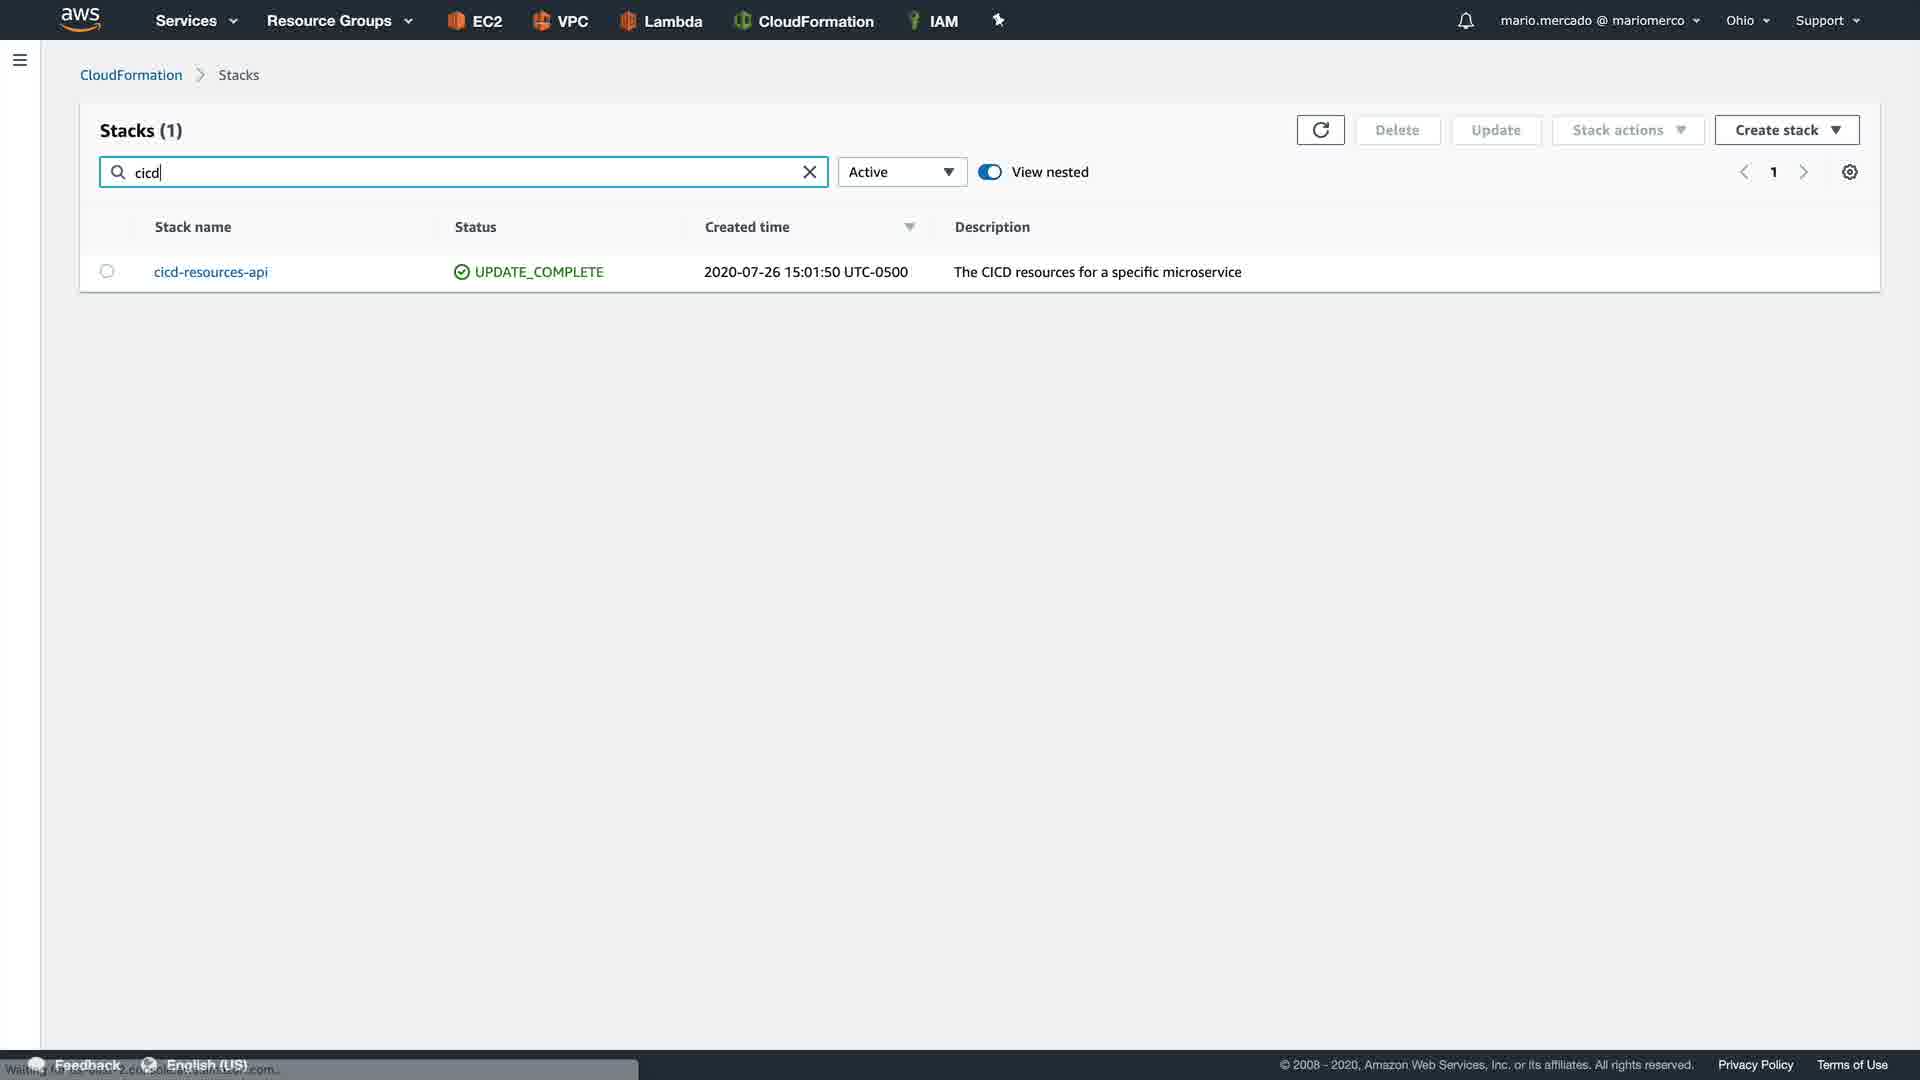 aws Services Resource Groups EC2 VPC Lambda CloudFormation IAM mario.mercado @ mariomerco Ohio Support
CloudFormation Stacks
Stacks (1) Delete Update Stack actions Create stack
cicd Active View nested 1
Stack name Status Created time Description
cicd-resources-api UPDATE_COMPLETE 2020-07-26 15:01:50 UTC-0500 The CICD resources for a specific microservice
Feedback English (US) © 2008 - 2020, Amazon Web Services, Inc. or its affiliates. All rights reserved. Privacy Policy Terms of Use
Waiting for